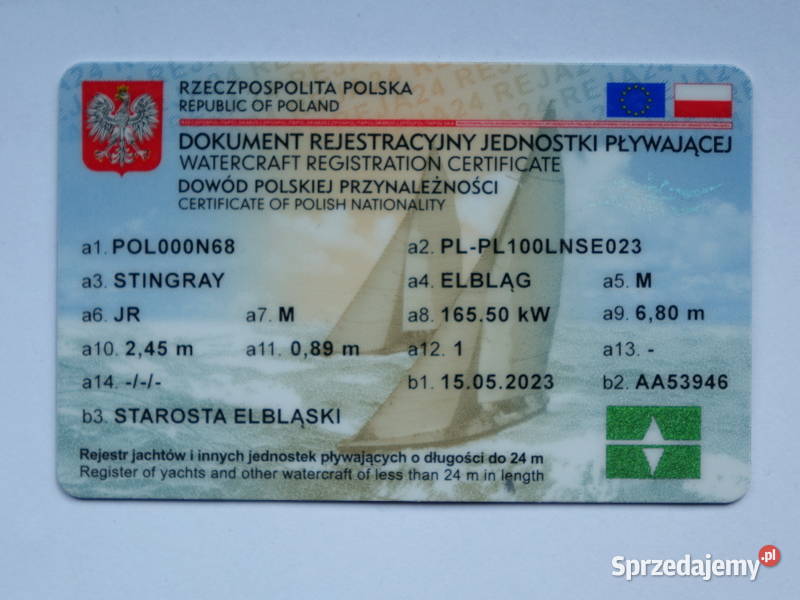 REJA24 REJA24
RZECZPOSPOLITA POLSKA
REPUBLIC OF POLAND
DOKUMENT REJESTRACYJNY JEDNOSTKI PŁYWAJĄCEJ
WATERCRAFT REGISTRATION CERTIFICATE
DOWÓD POLSKIEJ PRZYNALEŻNOŚCI
CERTIFICATE OF POLISH NATIONALITY
a1. POL000N68 a2. PL-PL100LNSE023
a3. STINGRAY a4. ELBLĄG a5. M
a6. JR a7. M a8. 165.50 kW a9. 6,80 m
a10. 2,45 m a11. 0,89 m a12. 1 a13. -
a14. -/-/- b1. 15.05.2023 b2. AA53946
b3. STAROSTA ELBLĄSKI
Rejestr jachtów i innych jednostek pływających o długości do 24 m
Register of yachts and other watercraft of less than 24 m in length
Sprzedajemy.pl